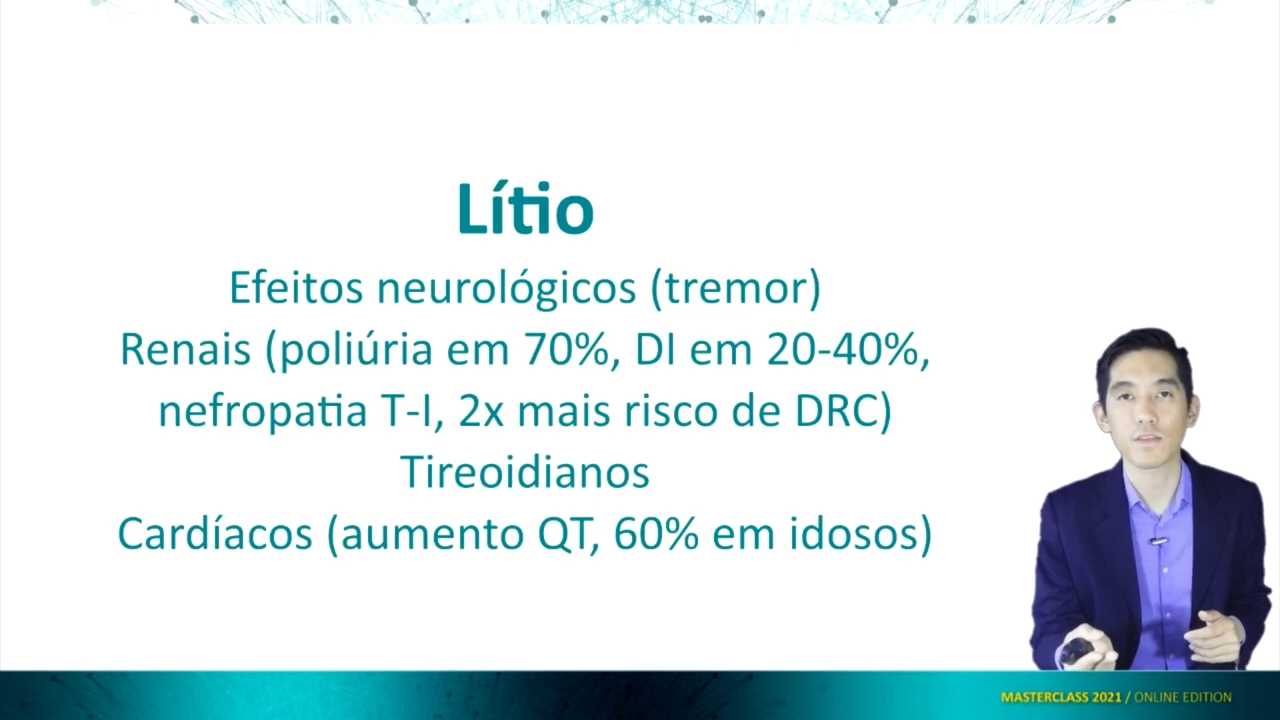 Lítio
Efeitos neurológicos (tremor)
Renais (poliúria em 70%, DI em 20-40%,
nefropatia T-I, 2x mais risco de DRC)
Tireoidianos
Cardíacos (aumento QT, 60% em idosos)
MASTERCLASS 2021 / ONLINE EDITION